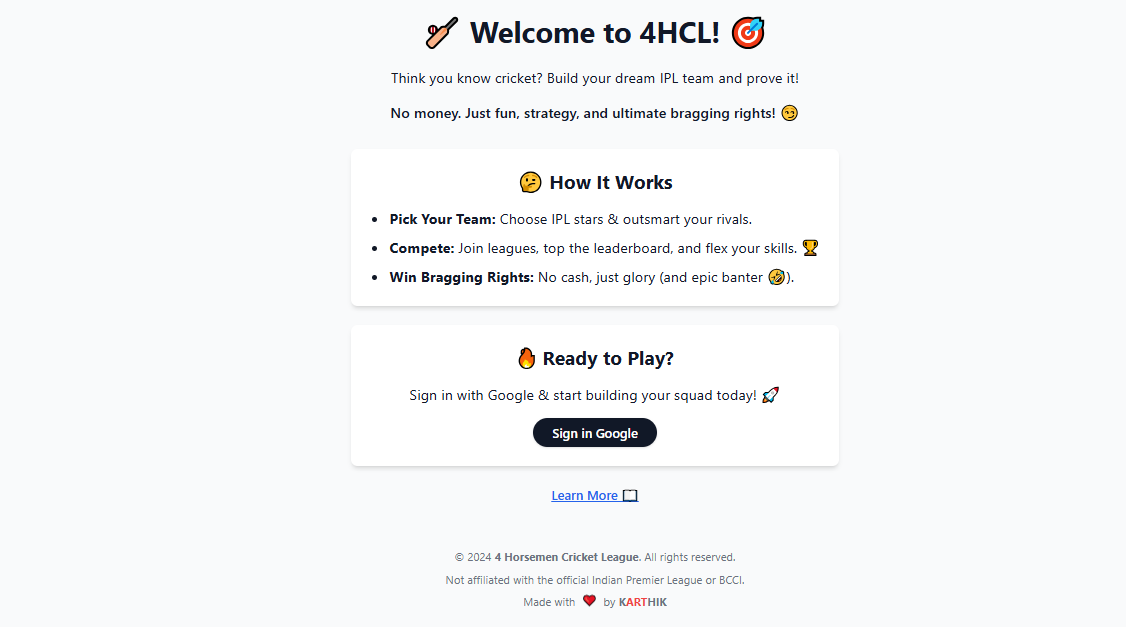 🏏 Welcome to 4HCL! 🎯
Think you know cricket? Build your dream IPL team and prove it!
No money. Just fun, strategy, and ultimate bragging rights! 😏
🤔 How It Works
• Pick Your Team: Choose IPL stars & outsmart your rivals.
• Compete: Join leagues, top the leaderboard, and flex your skills. 🏆
• Win Bragging Rights: No cash, just glory (and epic banter 🤣).
🔥 Ready to Play?
Sign in with Google & start building your squad today! 🚀
Sign in Google
Learn More 📖
© 2024 4 Horsemen Cricket League. All rights reserved.
Not affiliated with the official Indian Premier League or BCCI.
Made with ❤️ by KARTHIK